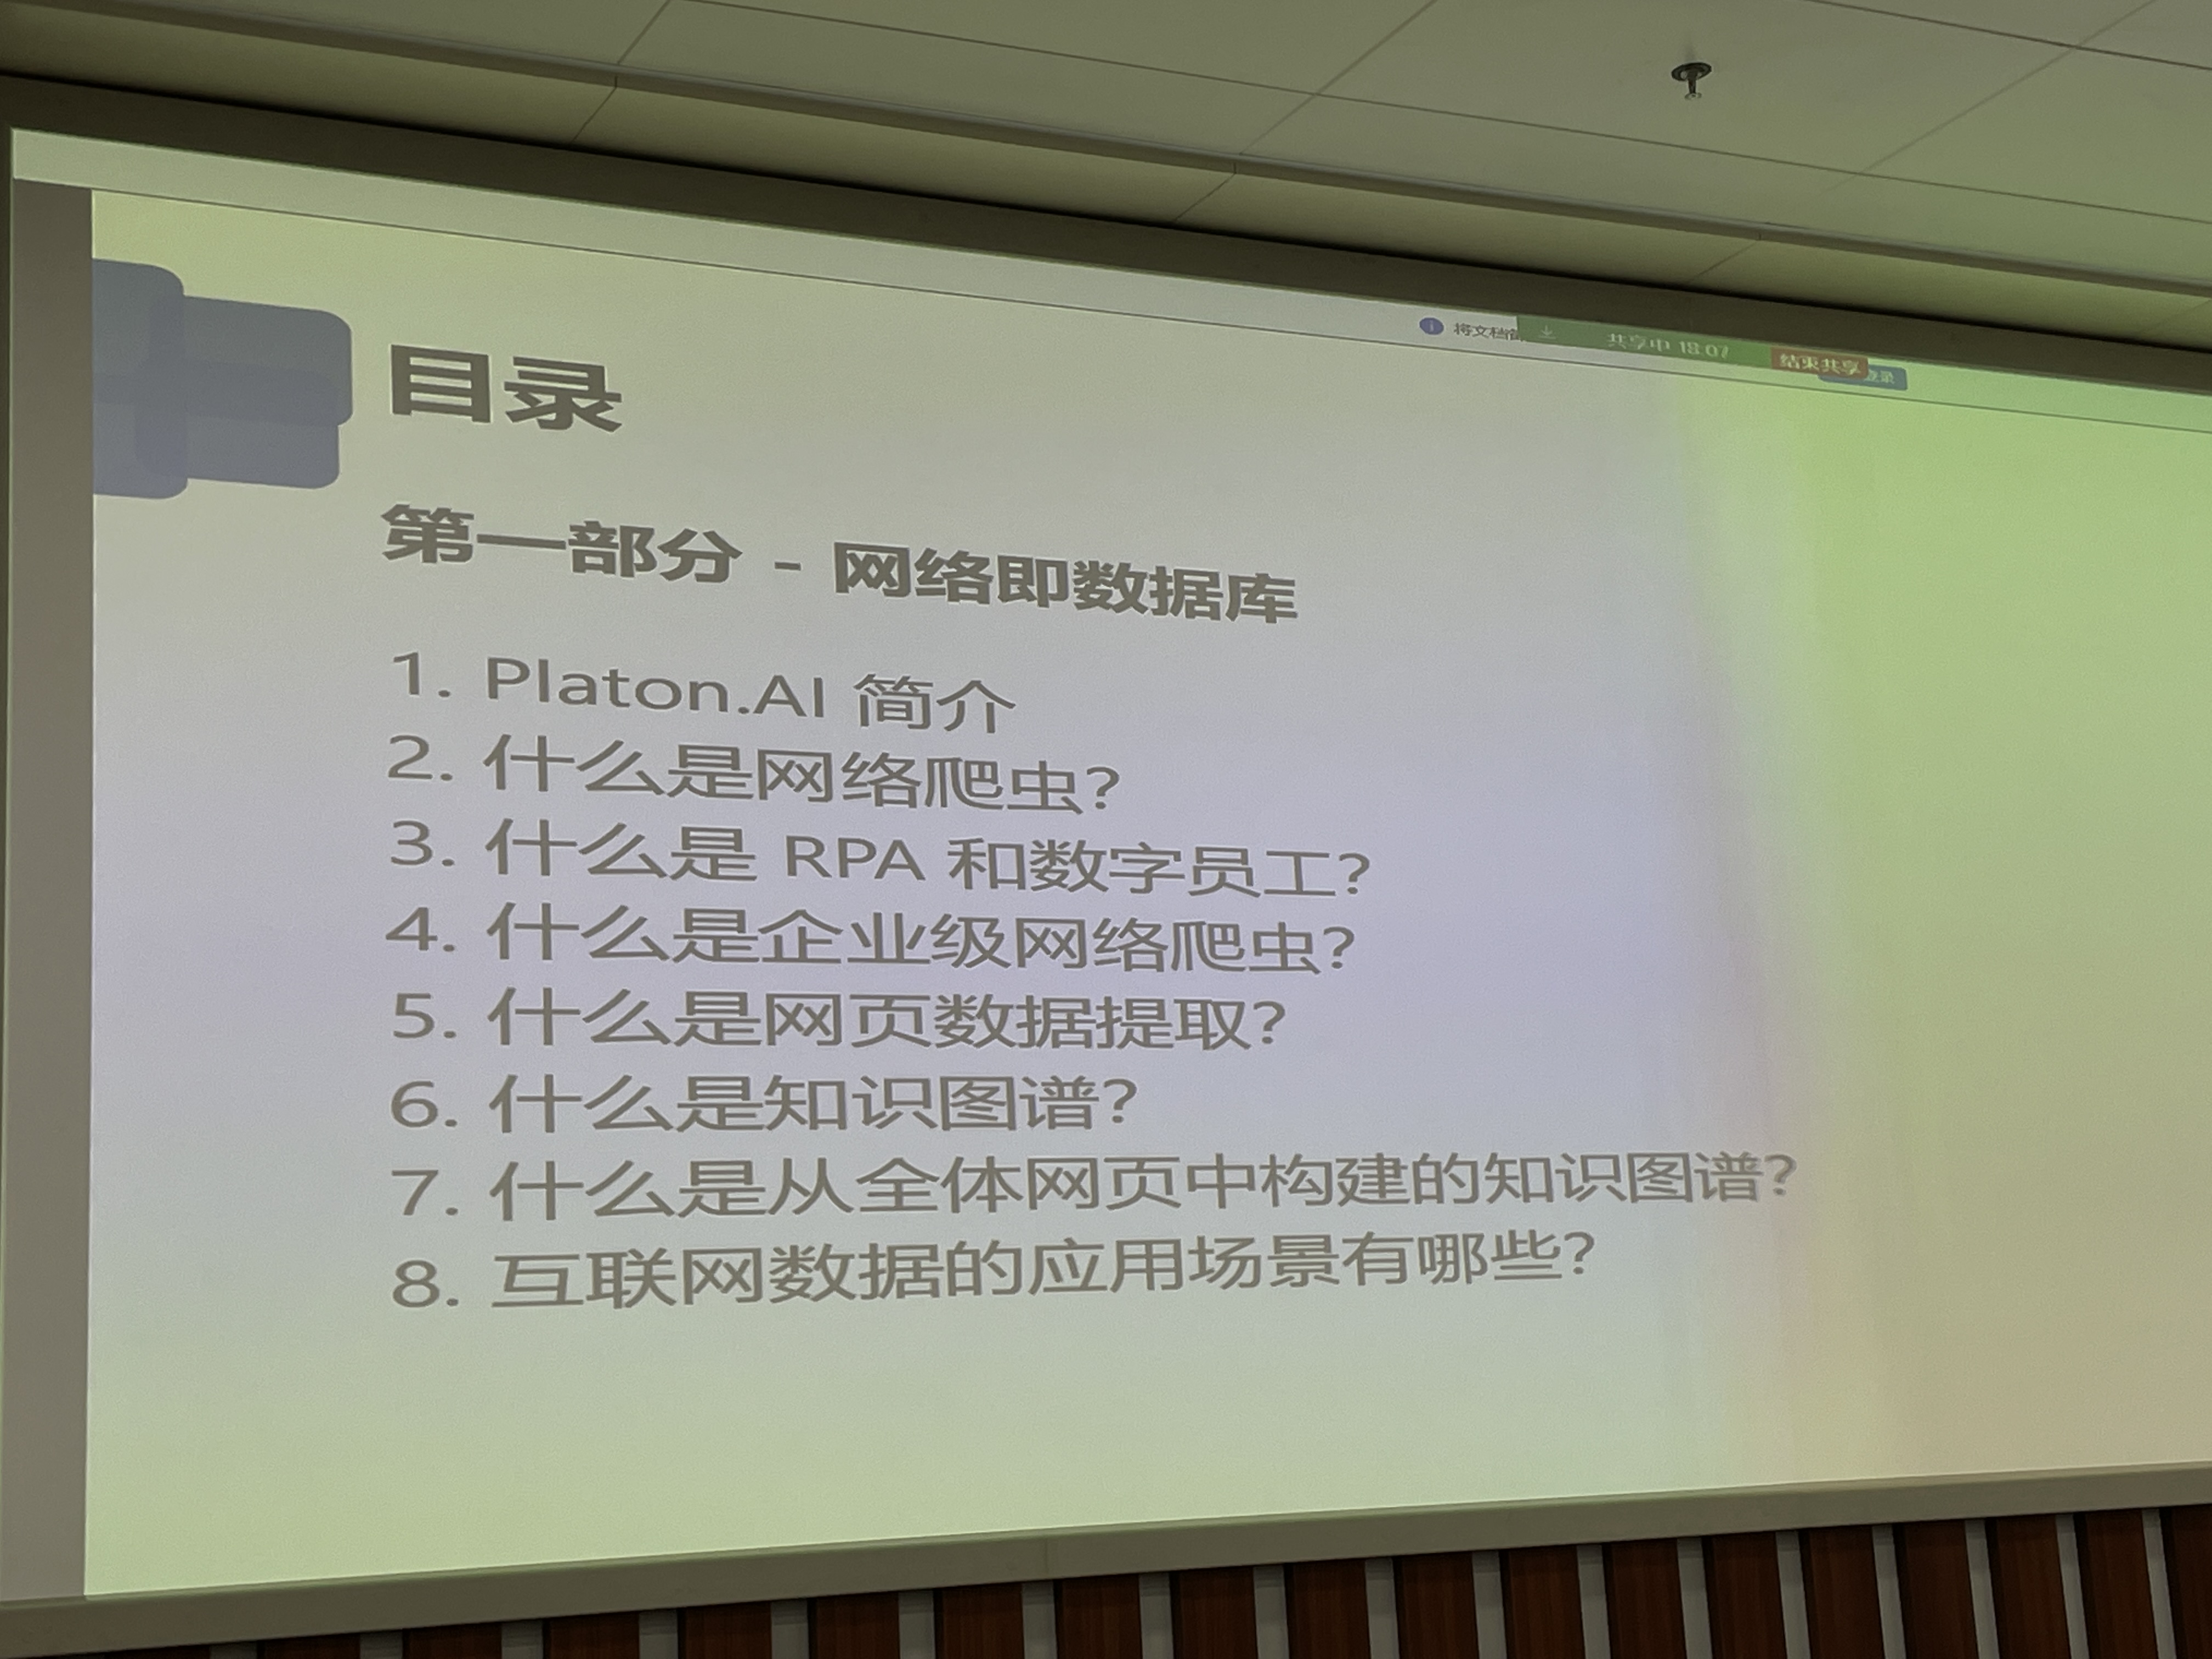 将文档
共享中 18:07
结束共享
登录
目录
第一部分 - 网络即数据库
1. Platon.AI 简介
2. 什么是网络爬虫?
3. 什么是 RPA 和数字员工?
4. 什么是企业级网络爬虫?
5. 什么是网页数据提取?
6. 什么是知识图谱?
7. 什么是从全体网页中构建的知识图谱?
8. 互联网数据的应用场景有哪些?